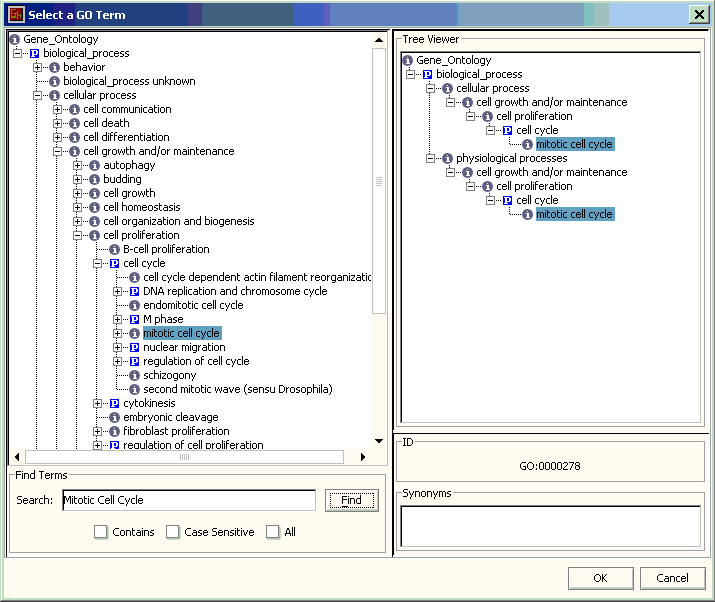 Select a GO Term
Gene_Ontology
biological_process
behavior
biological_process unknown
cellular process
cell communication
cell death
cell differentiation
cell growth and/or maintenance
autophagy
budding
cell growth
cell homeostasis
cell organization and biogenesis
cell proliferation
B-cell proliferation
cell cycle
cell cycle dependent actin filament reorganizatic
DNA replication and chromosome cycle
endomitotic cell cycle
M phase
mitotic cell cycle
nuclear migration
regulation of cell cycle
schizogony
second mitotic wave (sensu Drosophila)
cytokinesis
embryonic cleavage
fibroblast proliferation
regulation of cell proliferation
Find Terms
Search: Mitotic Cell Cycle Find
Contains Case Sensitive All
Tree Viewer
Gene_Ontology
biological_process
cellular process
cell growth and/or maintenance
cell proliferation
cell cycle
mitotic cell cycle
physiological processes
cell growth and/or maintenance
cell proliferation
cell cycle
mitotic cell cycle
ID
GO:0000278
Synonyms
OK Cancel